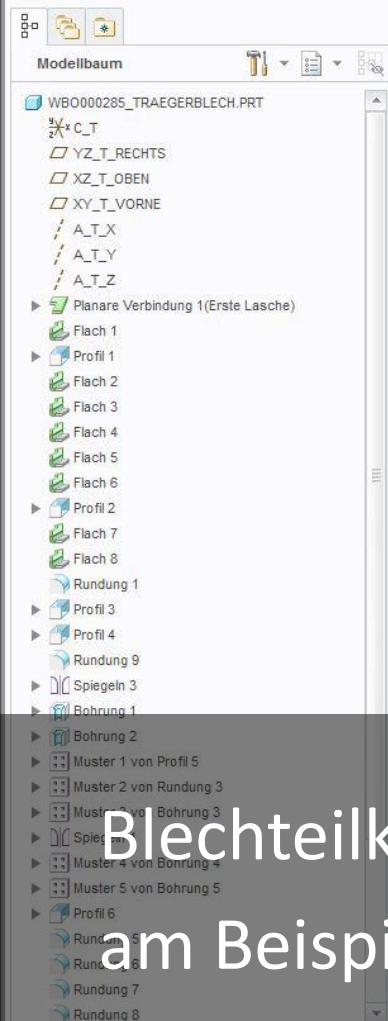 Modellbaum
WBO000285_TRAEGERBLECH.PRT
C_T
YZ_T_RECHTS
XZ_T_OBEN
XY_T_VORNE
A_T_X
A_T_Y
A_T_Z
Planare Verbindung 1(Erste Lasche)
Flach 1
Profil 1
Flach 2
Flach 3
Flach 4
Flach 5
Flach 6
Profil 2
Flach 7
Flach 8
Rundung 1
Profil 3
Profil 4
Rundung 9
Spiegeln 3
Bohrung 1
Bohrung 2
Muster 1 von Profil 5
Muster 2 von Rundung 3
Muster von Bohrung 3
Blechteilk
Muster 4 von Bohrung 4
Muster 5 von Bohrung 5
Profil 6
am Beispi
Rundung 7
Rundung 8